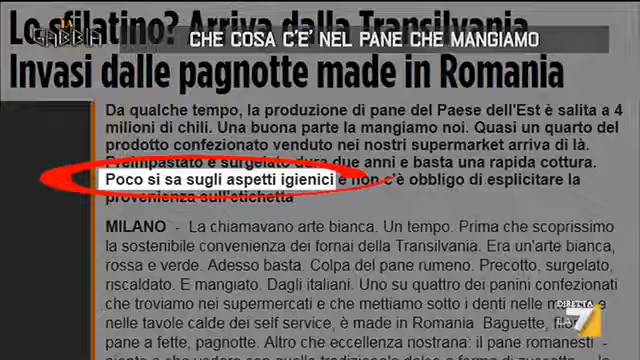 Lo sfilatino? Arriva dalla Transilvania.
LA GABBIA
CHE COSA C'E' NEL PANE CHE MANGIAMO
Invasi dalle pagnotte made in Romania
Da qualche tempo, la produzione di pane del Paese dell'Est è salita a 4
milioni di chili. Una buona parte la mangiamo noi. Quasi un quarto del
prodotto confezionato venduto nei nostri supermarket arriva di là.
Preimpastato e surgelato dura due anni e basta una rapida cottura.
Poco si sa sugli aspetti igienici e non c'è obbligo di esplicitare la
provenienza sull'etichetta
MILANO - La chiamavano arte bianca. Un tempo. Prima che scoprissimo
la sostenibile convenienza dei fornai della Transilvania. Era un'arte bianca,
rossa e verde. Adesso basta. Colpa del pane rumeno. Precotto, surgelato,
riscaldato. E mangiato. Dagli italiani. Uno su quattro dei panini confezionati
che troviamo nei supermercati e che mettiamo sotto i denti nelle e
nelle tavole calde dei self service, è made in Romania. Baguette,
pane a fette, pagnotte. Altro che eccellenza nostrana: il pane romanesti -
DIRETTA
7